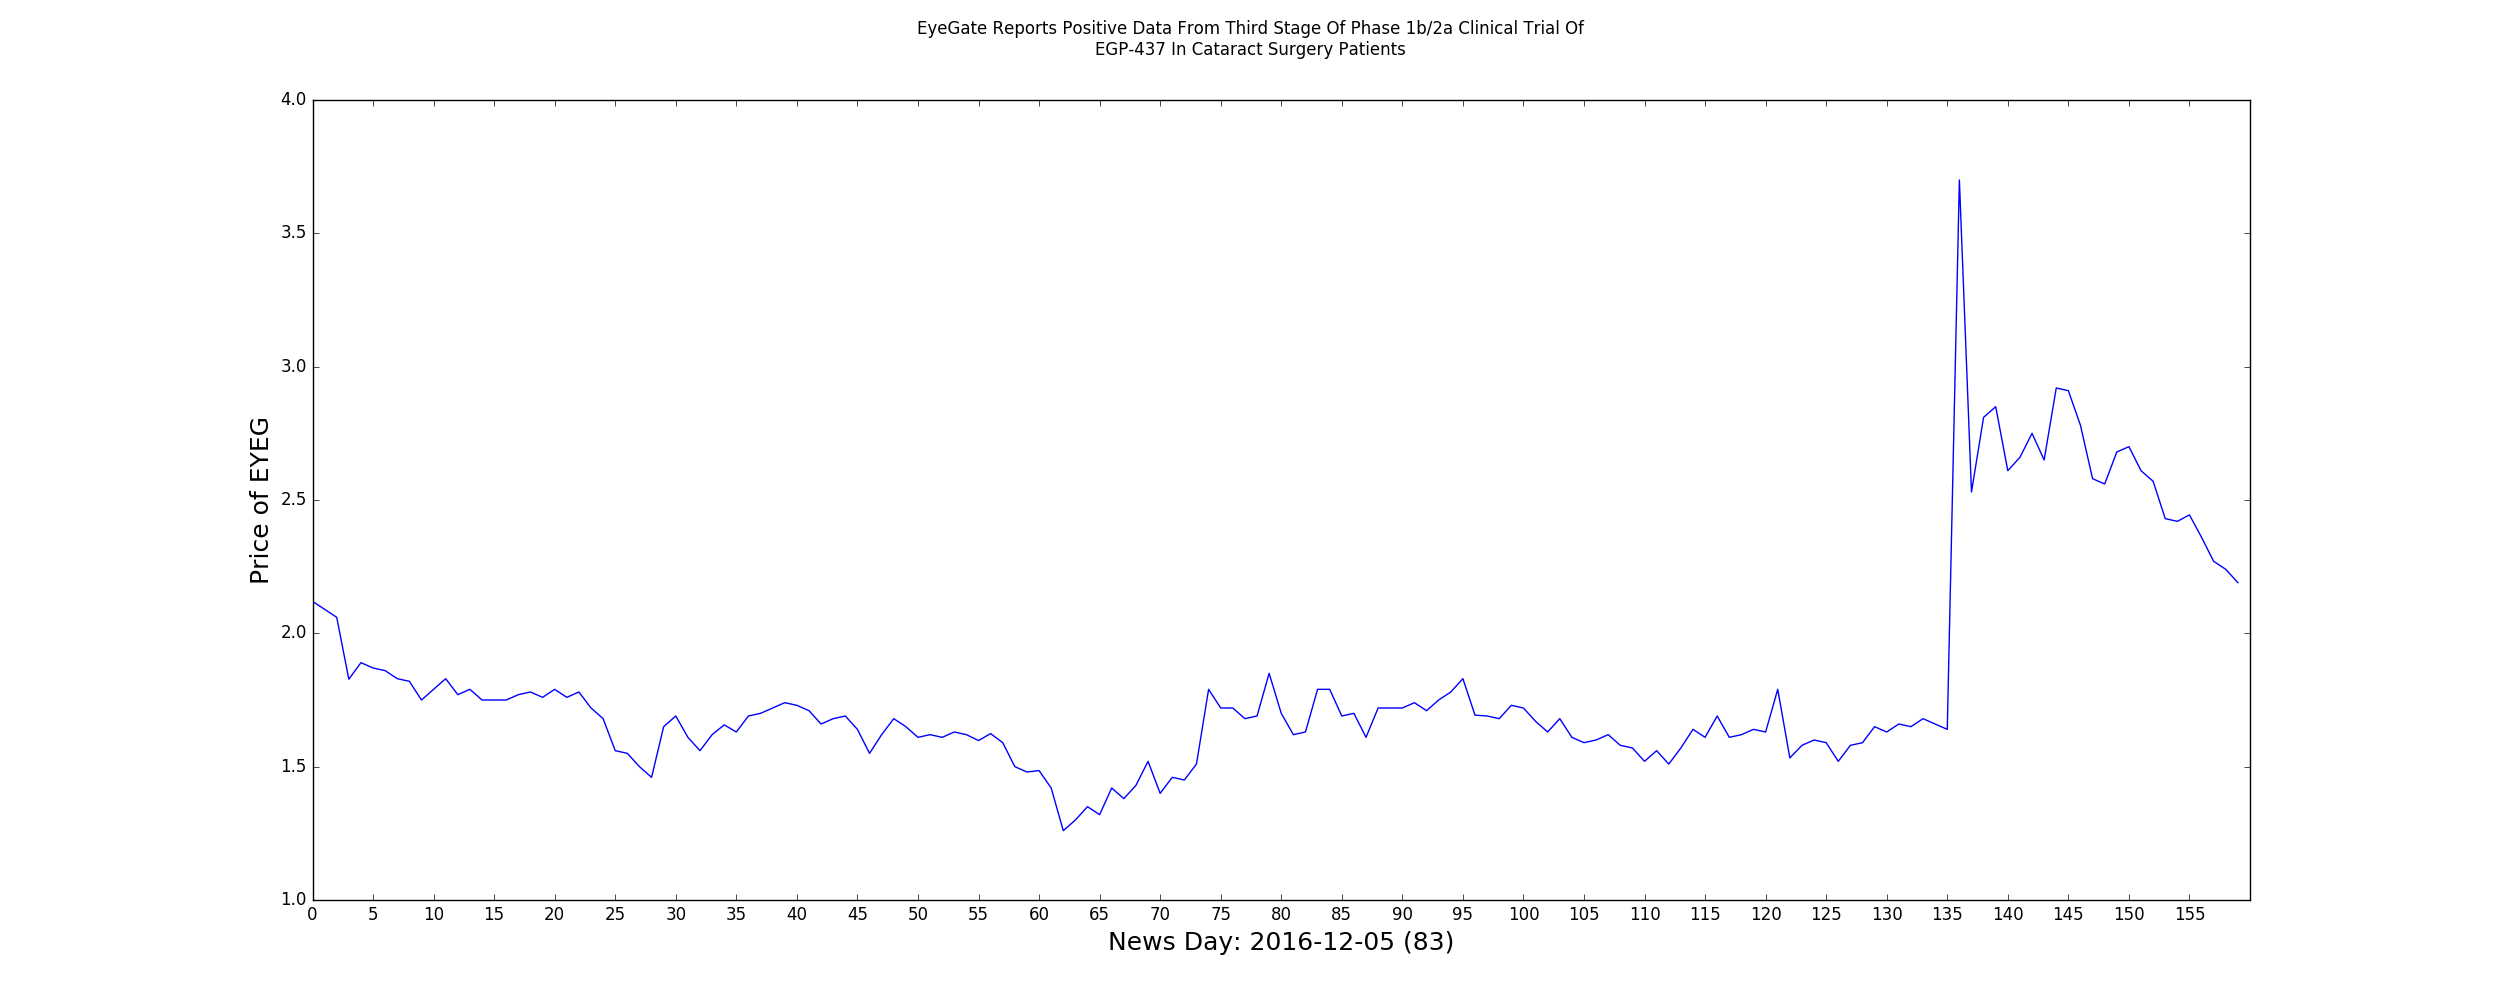 EyeGate Reports Positive Data From Third Stage Of Phase 1b/2a Clinical Trial Of
EGP-437 In Cataract Surgery Patients
4.0
3.5
3.0
2.5
2.0
1.5
1.0
Price of EYEG
0 5 10 15 20 25 30 35 40 45 50 55 60 65 70 75 80 85 90 95 100 105 110 115 120 125 130 135 140 145 150 155
News Day: 2016-12-05 (83)